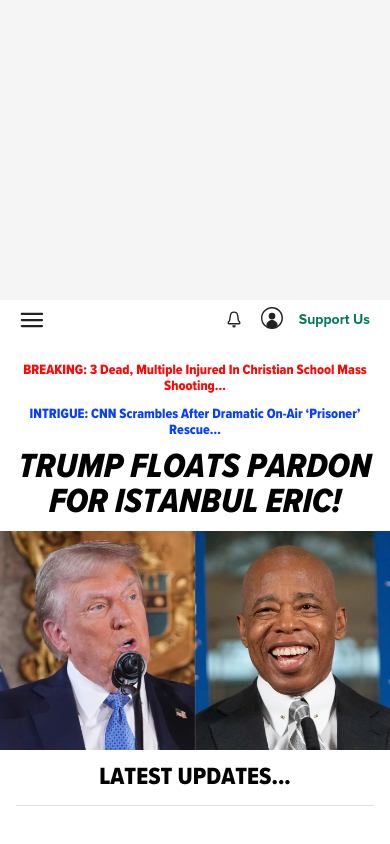 Support Us
BREAKING: 3 Dead, Multiple Injured In Christian School Mass
Shooting...
INTRIGUE: CNN Scrambles After Dramatic On-Air ‘Prisoner’
Rescue...
TRUMP FLOATS PARDON
FOR ISTANBUL ERIC!
LATEST UPDATES...